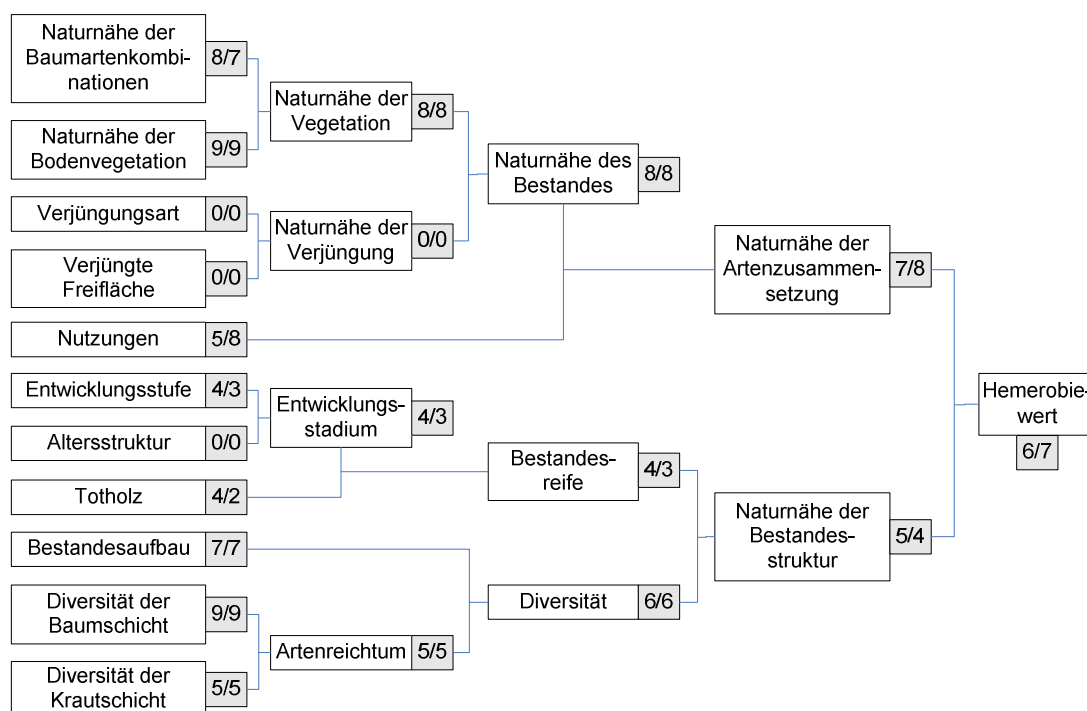 Naturnähe der
Baumartenkombi-
nationen
8/7
Naturnähe der
Bodenvegetation
9/9
Verjüngungsart
0/0
Verjüngte
Freifläche
0/0
Nutzungen
5/8
Entwicklungsstufe
4/3
Altersstruktur
0/0
Totholz
4/2
Bestandesaufbau
7/7
Diversität der
Baumschicht
9/9
Diversität der
Krautschicht
5/5
Naturnähe der
Vegetation
8/8
Naturnähe der
Verjüngung
0/0
Entwicklungs-
stadium
4/3
Artenreichtum
5/5
Naturnähe des
Bestandes
8/8
Bestandes-
reife
4/3
Diversität
6/6
Naturnähe der
Artenzusammen-
setzung
7/8
Naturnähe der
Bestandes-
struktur
5/4
Hemerobie-
wert
6/7